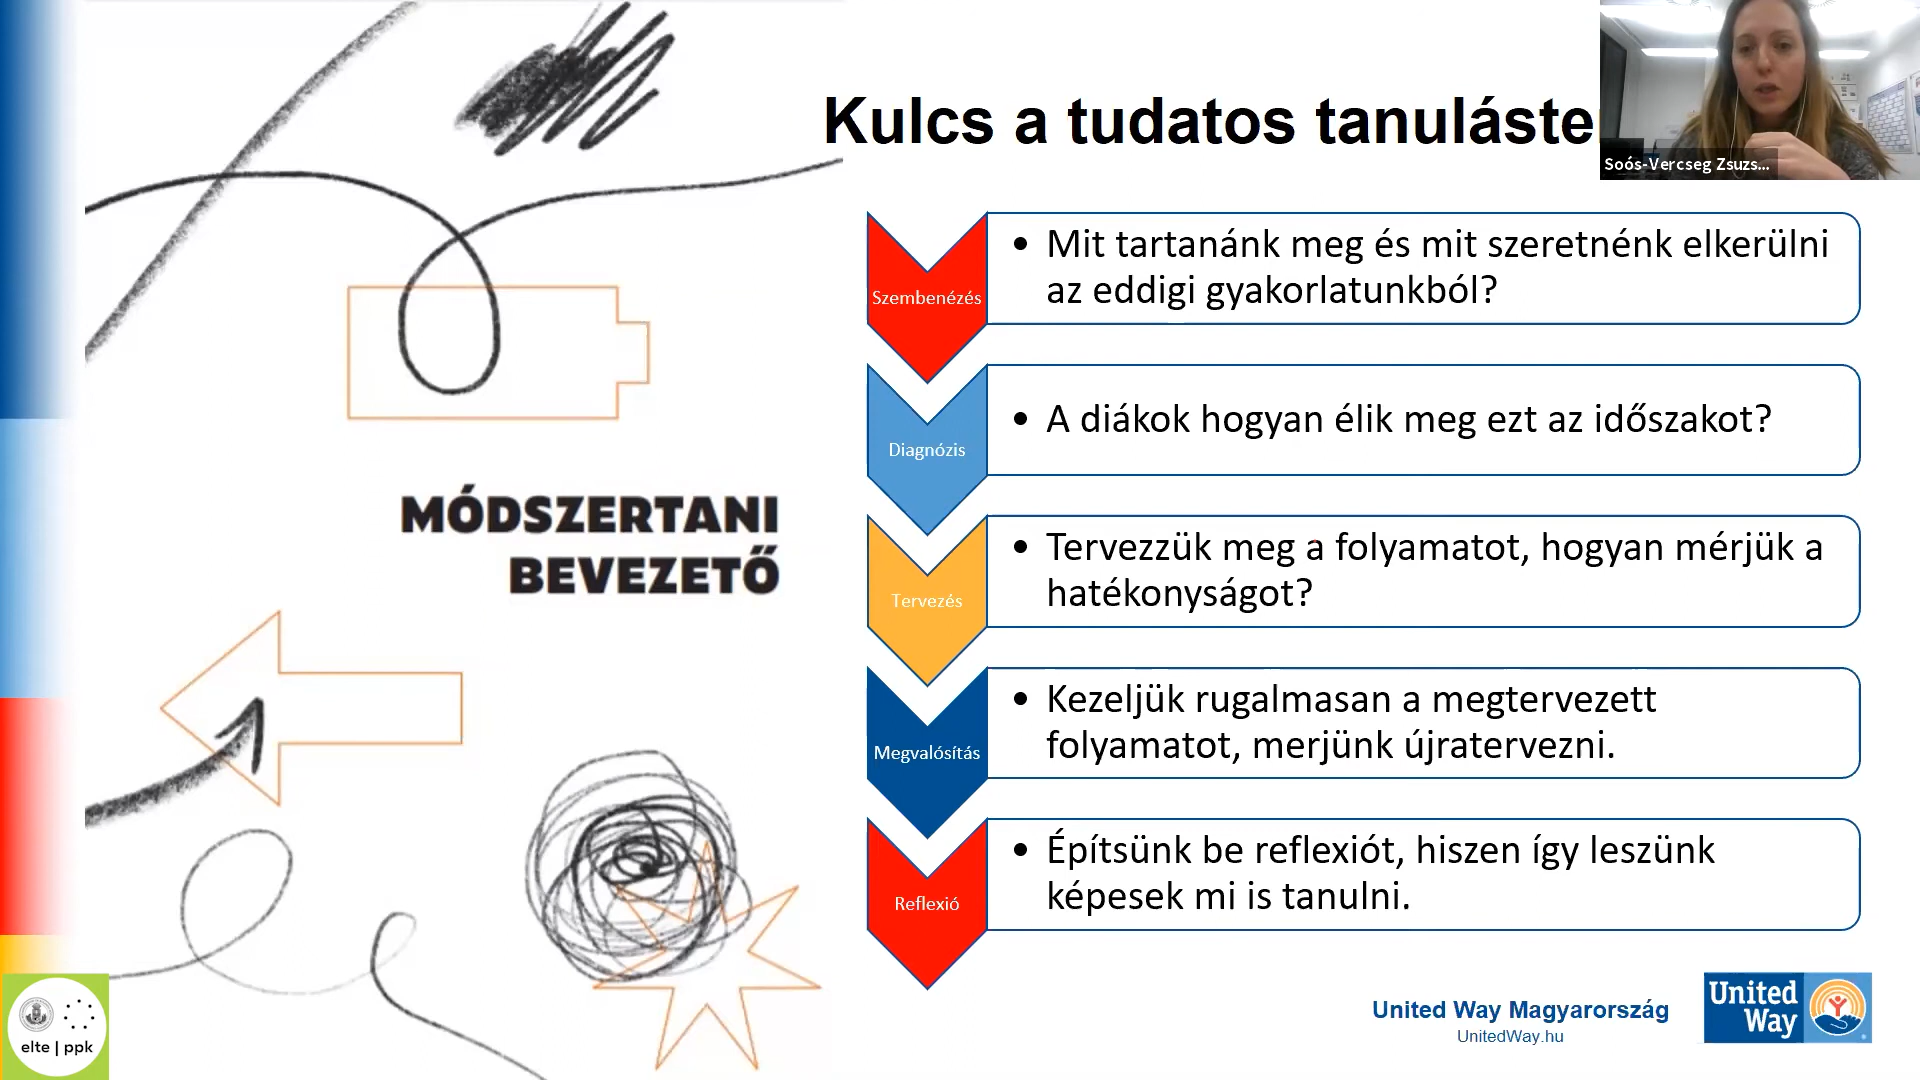 Kulcs a tudatos tanuláste
Soós-Vercseg Zsuzs...
Szembenézés
• Mit tartanánk meg és mit szeretnénk elkerülni
az eddigi gyakorlatunkból?
Diagnózis
• A diákok hogyan élik meg ezt az időszakot?
MÓDSZERTANI
BEVEZETŐ
Tervezés
• Tervezzük meg a folyamatot, hogyan mérjük a
hatékonyságot?
Megvalósítás
• Kezeljük rugalmasan a megtervezett
folyamatot, merjünk újratervezni.
Reflexió
• Építsünk be reflexiót, hiszen így leszünk
képesek mi is tanulni.
elte | ppk
United Way Magyarország
UnitedWay.hu
United
Way